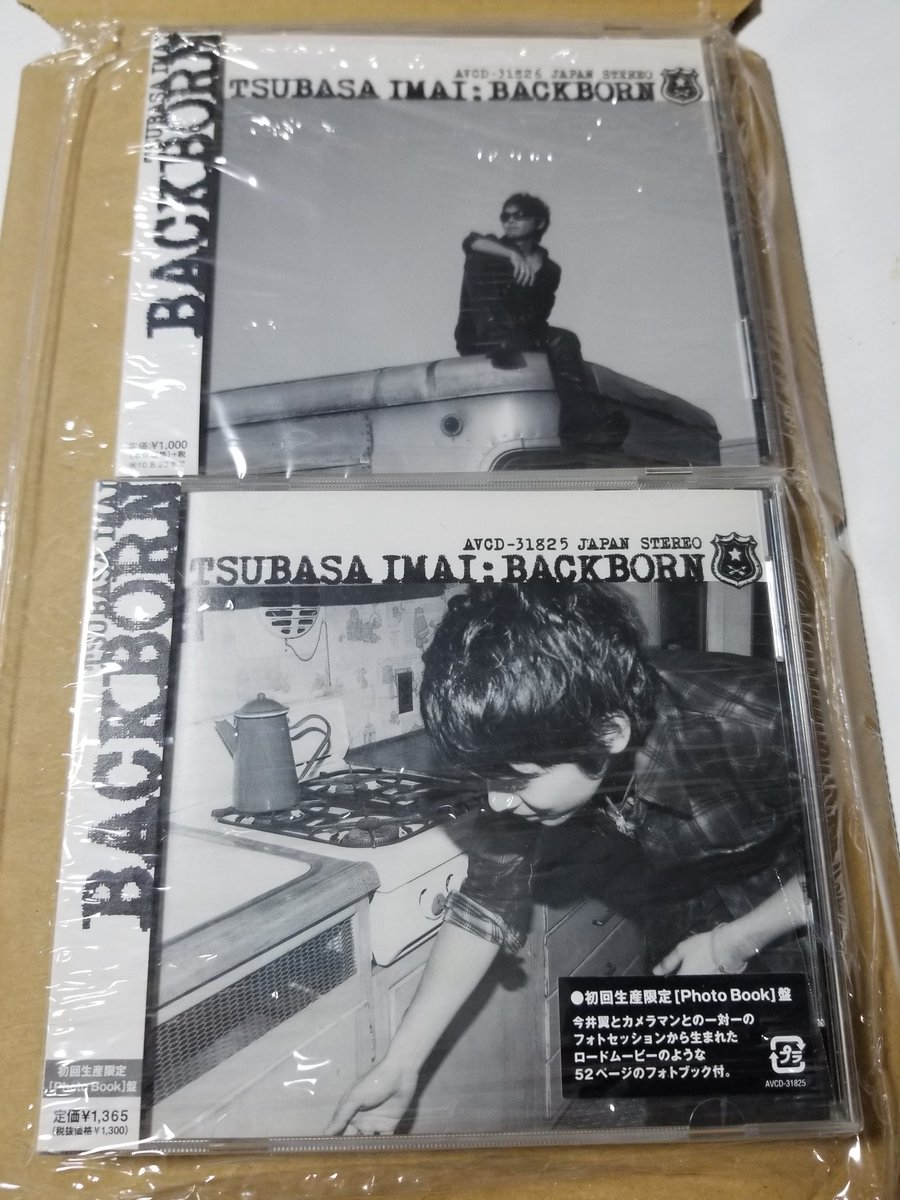 AVCD-31826 JAPAN STEREO
TSUBASA IMAI:BACKBORN
TSUBASA IMAI
BACKBORN
定価:¥1,000
AVCD-31825 JAPAN STEREO
TSUBASA IMAI:BACKBORN
TSUBASA IMAI
BACKBORN
初回生産限定
[Photo Book]盤
定価¥1,365
(税抜価格¥1,300)
●初回生産限定[Photo Book]盤
今井翼とカメラマンとの一対一の
フォトセッションから生まれた
ロードムービーのような
52ページのフォトブック付。
プラ
AVCD-31825